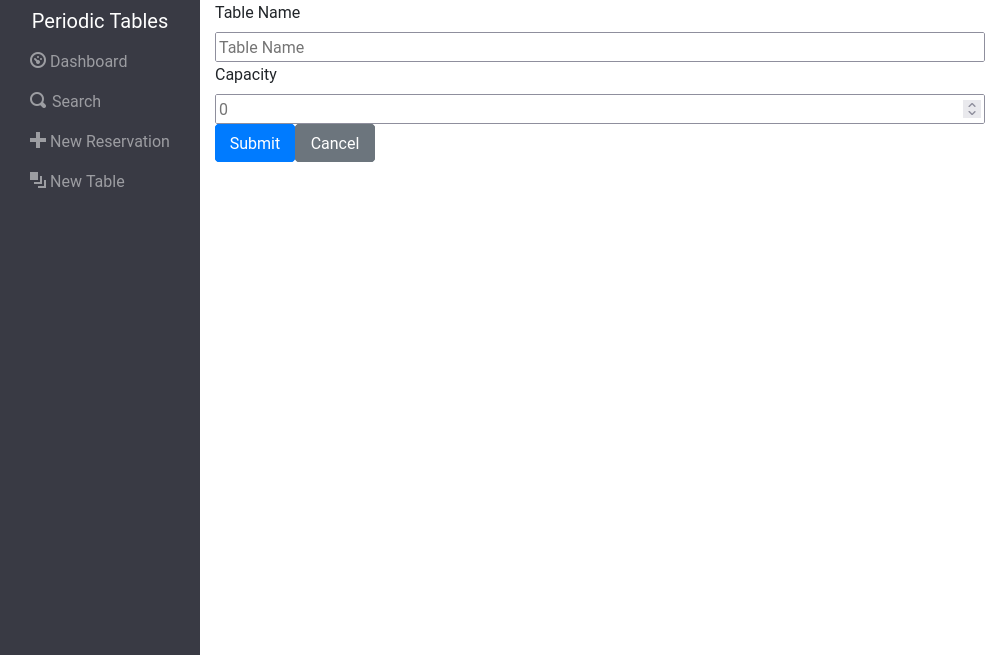 Periodic Tables
Dashboard
Search
New Reservation
New Table
Table Name
Table Name
Capacity
0
Submit
Cancel